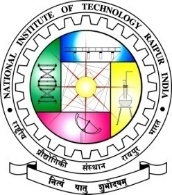 NATIONAL INSTITUTE OF TECHNOLOGY RAIPUR INDIA
राष्ट्रीय प्रौद्योगिकी संस्थान रायपुर भारत
नित्यं यातु शुभोदयम्